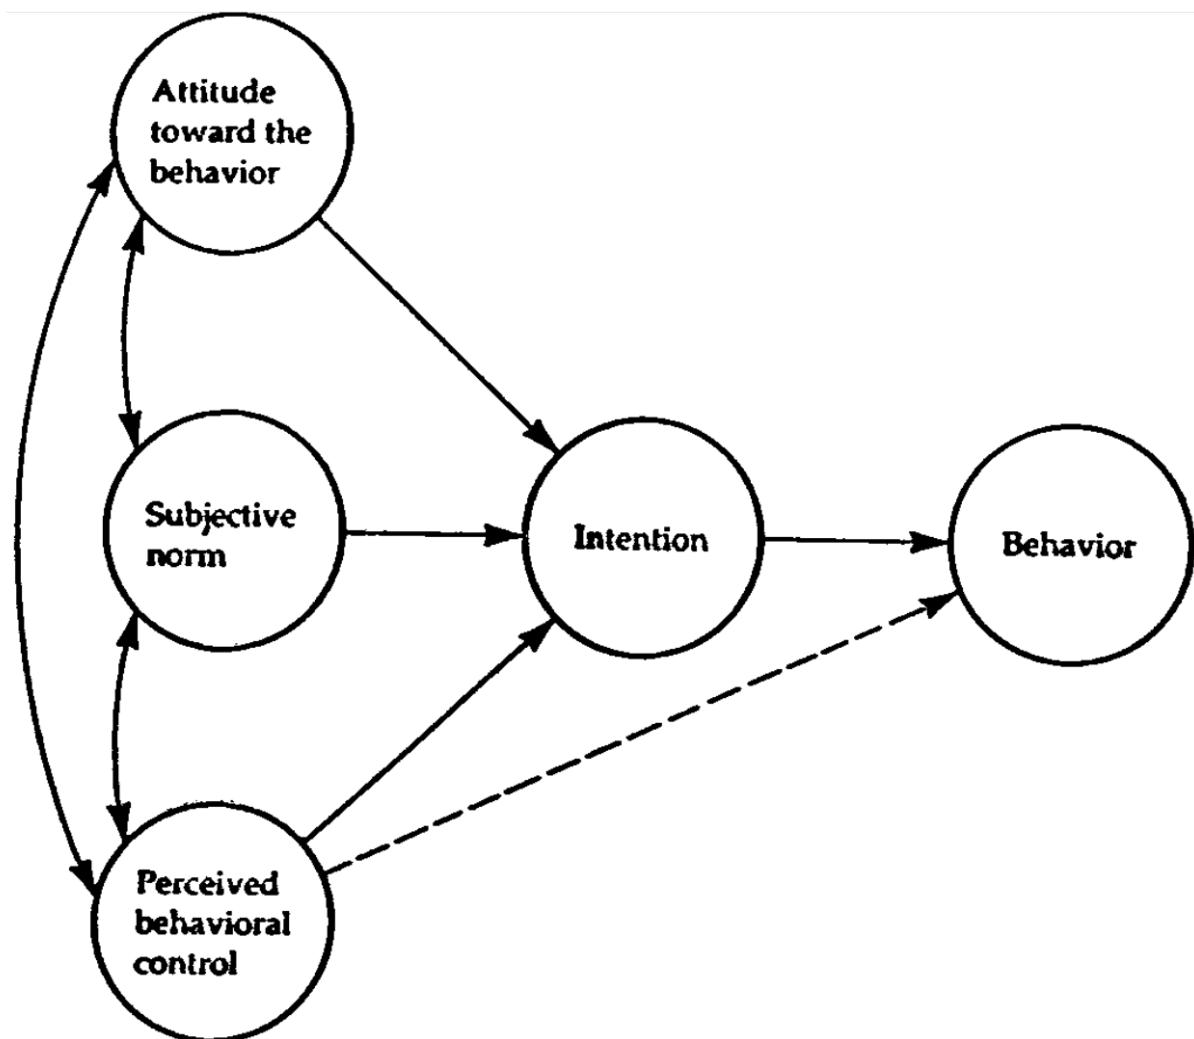 Attitude
toward the
behavior
Subjective
norm
Intention
Behavior
Perceived
behavioral
control